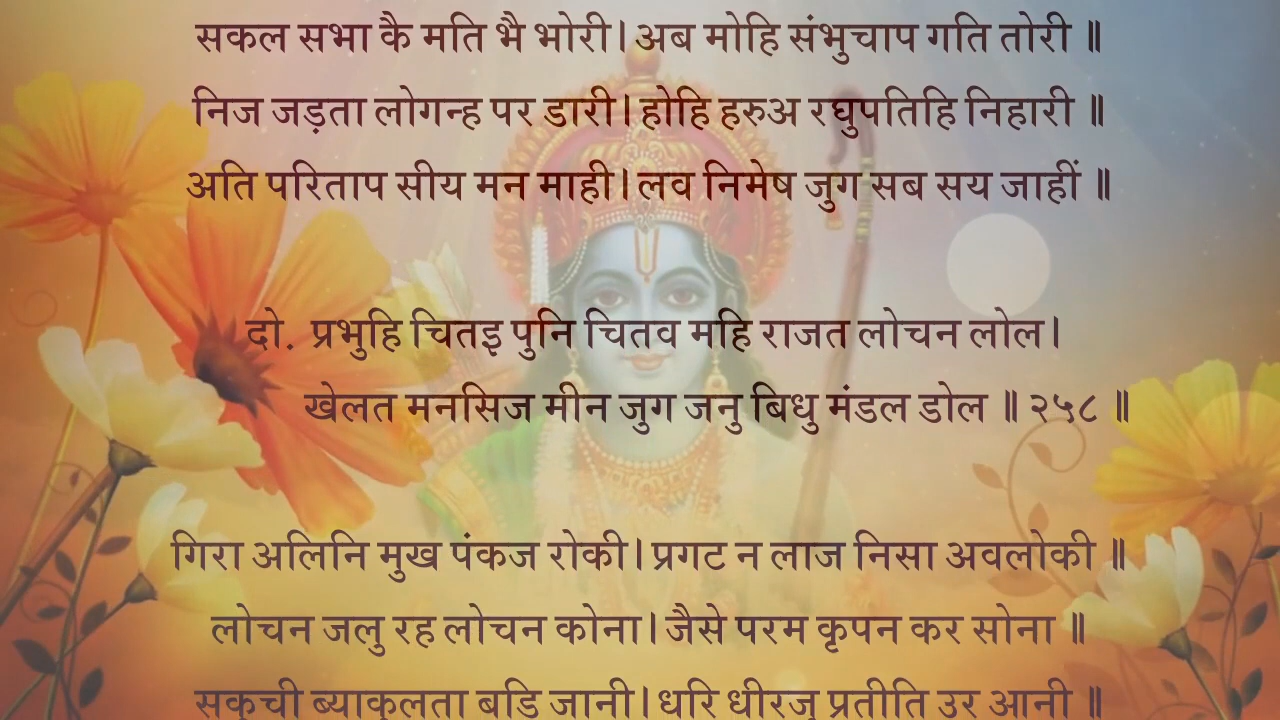 सकल सभा कै मति भै भोरी। अब मोहि संभुचाप गति तोरी ॥
निज जड़ता लोगन्ह पर डारी। होहि हरुअ रघुपतिहि निहारी ॥
अति परिताप सीय मन माही। लव निमेष जुग सब सय जाहीं ॥
दो. प्रभुहि चितइ पुनि चितव महि राजत लोचन लोल।
खेलत मनसिज मीन जुग जनु बिधु मंडल डोल ॥ २५८ ॥
गिरा अलिनि मुख पंकज रोकी। प्रगट न लाज निसा अवलोकी ॥
लोचन जलु रह लोचन कोना। जैसे परम कृपन कर सोना ॥
सकुची ब्याकुलता बड़ि जानी। धरि धीरजु प्रतीति उर आनी ॥